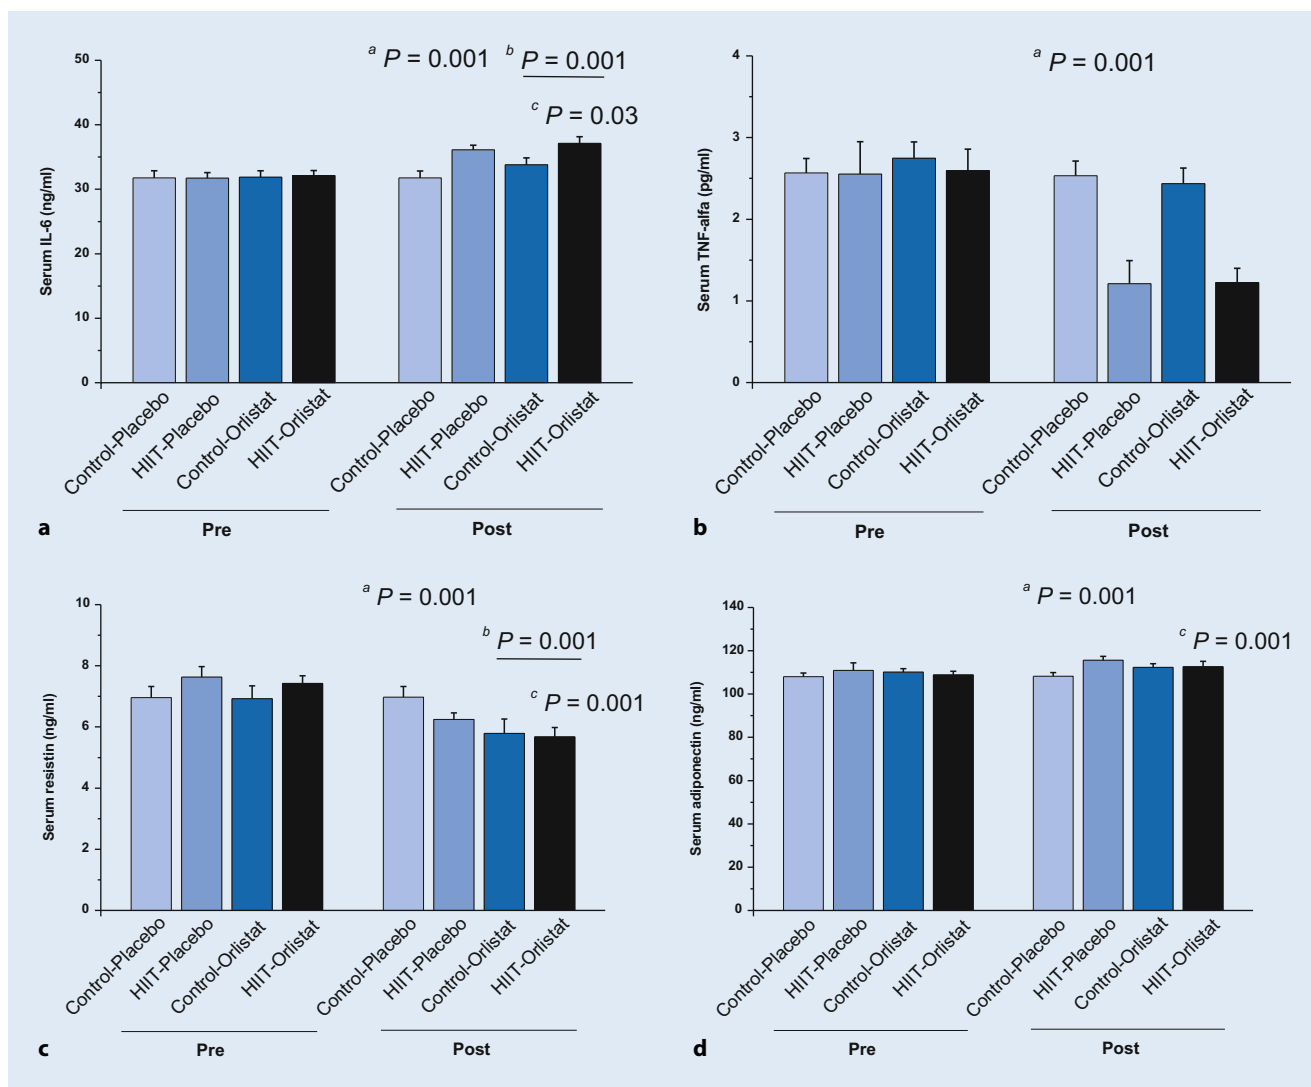 a P = 0.001 b P = 0.001
c P = 0.03
50
40
30
20
10
0
Serum IL-6 (ng/ml)
Control-Placebo
HIIT-Placebo
Control-Orlistat
HIIT-Orlistat
Control-Placebo
HIIT-Placebo
Control-Orlistat
HIIT-Orlistat
Pre
Post
a
a P = 0.001
4
3
2
1
0
Serum TNF-alfa (pg/ml)
Control-Placebo
HIIT-Placebo
Control-Orlistat
HIIT-Orlistat
Control-Placebo
HIIT-Placebo
Control-Orlistat
HIIT-Orlistat
Pre
Post
b
a P = 0.001
b P = 0.001
c P = 0.001
10
8
6
4
2
0
Serum resistin (ng/ml)
Control-Placebo
HIIT-Placebo
Control-Orlistat
HIIT-Orlistat
Control-Placebo
HIIT-Placebo
Control-Orlistat
HIIT-Orlistat
Pre
Post
c
a P = 0.001
c P = 0.001
140
120
100
80
60
40
20
0
Serum adiponectin (ng/ml)
Control-Placebo
HIIT-Placebo
Control-Orlistat
HIIT-Orlistat
Control-Placebo
HIIT-Placebo
Control-Orlistat
HIIT-Orlistat
Pre
Post
d